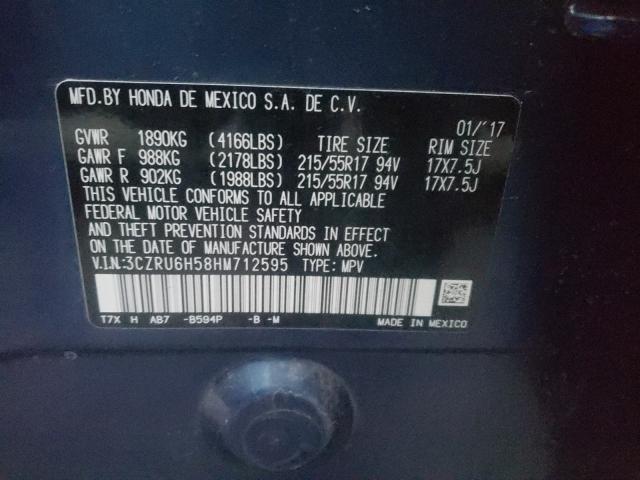 MFD.BY HONDA DE MEXICO S.A. DE C.V.
01/'17
GVWR 1890KG (4166LBS) TIRE SIZE RIM SIZE
GAWR F 988KG (2178LBS) 215/55R17 94V 17X7.5J
GAWR R 902KG (1988LBS) 215/55R17 94V 17X7.5J
THIS VEHICLE CONFORMS TO ALL APPLICABLE
FEDERAL MOTOR VEHICLE SAFETY
AND THEFT PREVENTION STANDARDS IN EFFECT
ON THE DATE OF MANUFACTURE SHOWN ABOVE.
V.I.N.:3CZRU6H58HM712595 TYPE: MPV
T7X H AB7 -B594P -B -M
MADE IN MEXICO